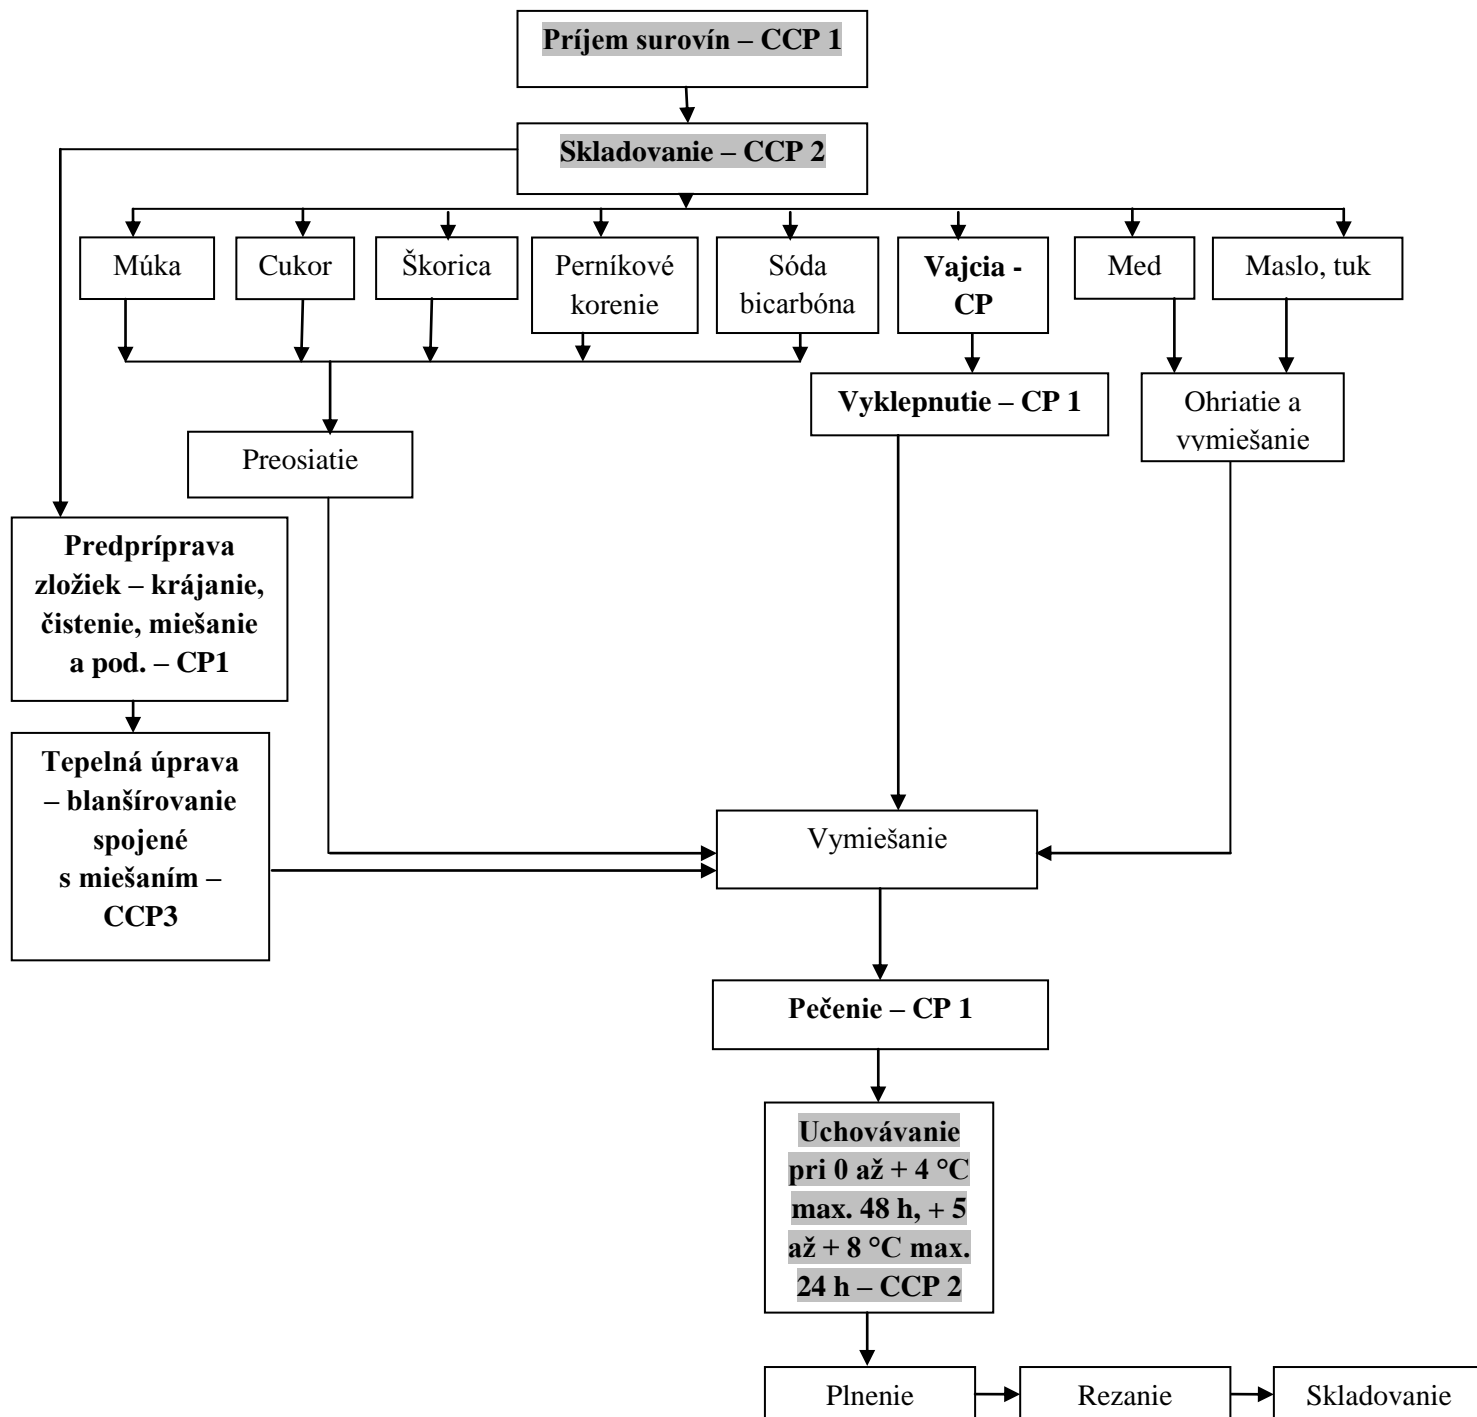 Príjem surovín – CCP 1
Skladovanie – CCP 2
Múka
Cukor
Škorica
Perníkové
korenie
Sóda
bicarbóna
Vajcia -
CP
Med
Maslo, tuk
Vyklepnutie – CP 1
Ohriatie a
vymiešanie
Preosiatie
Predpríprava
zložiek – krájanie,
čistenie, miešanie
a pod. – CP1
Tepelná úprava
– blanšírovanie
spojené
s miešaním –
CCP3
Vymiešanie
Pečenie – CP 1
Uchovávanie
pri 0 až + 4 °C
max. 48 h, + 5
až + 8 °C max.
24 h – CCP 2
Plnenie
Rezanie
Skladovanie